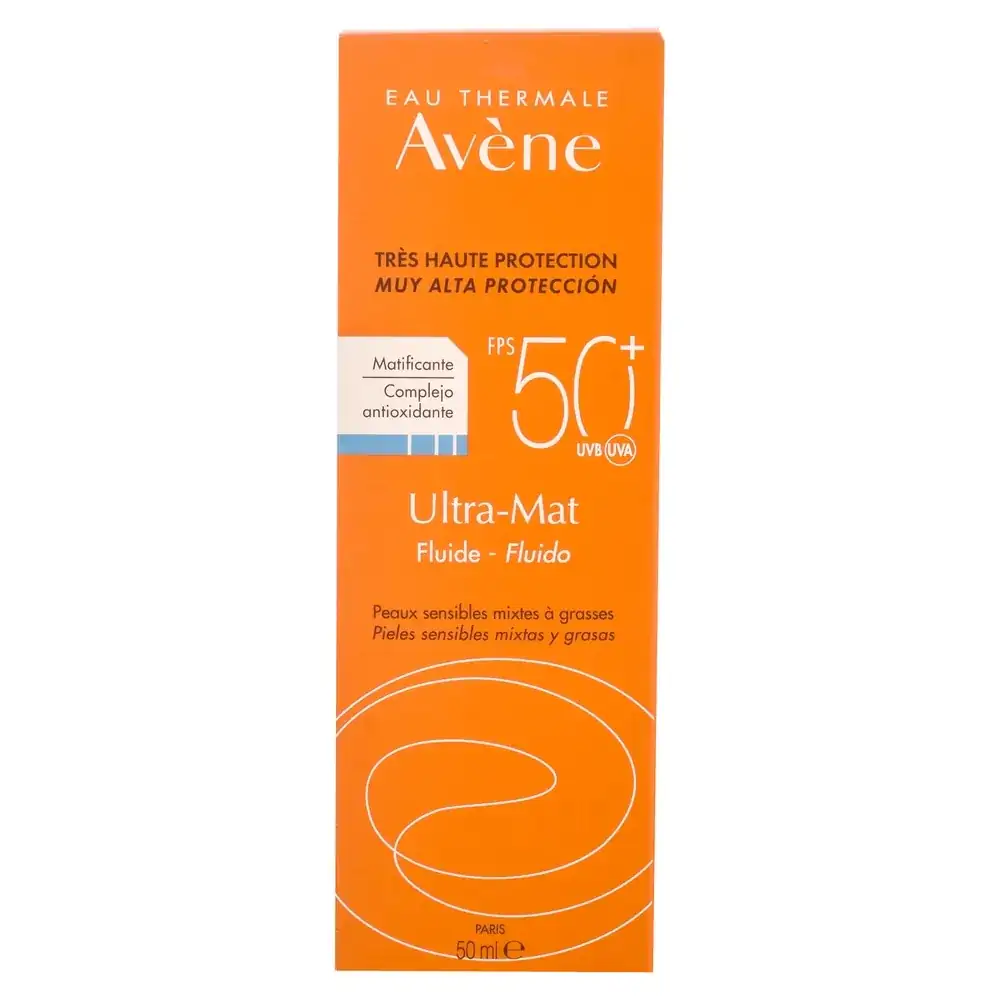 EAU THERMALE
Avène
TRÈS HAUTE PROTECTION
MUY ALTA PROTECCIÓN
Matificante
Complejo
antioxidante
FPS 50+
UVB UVA
Ultra-Mat
Fluide - Fluido
Peaux sensibles mixtes à grasses
Pieles sensibles mixtas y grasas
PARIS
50 ml e